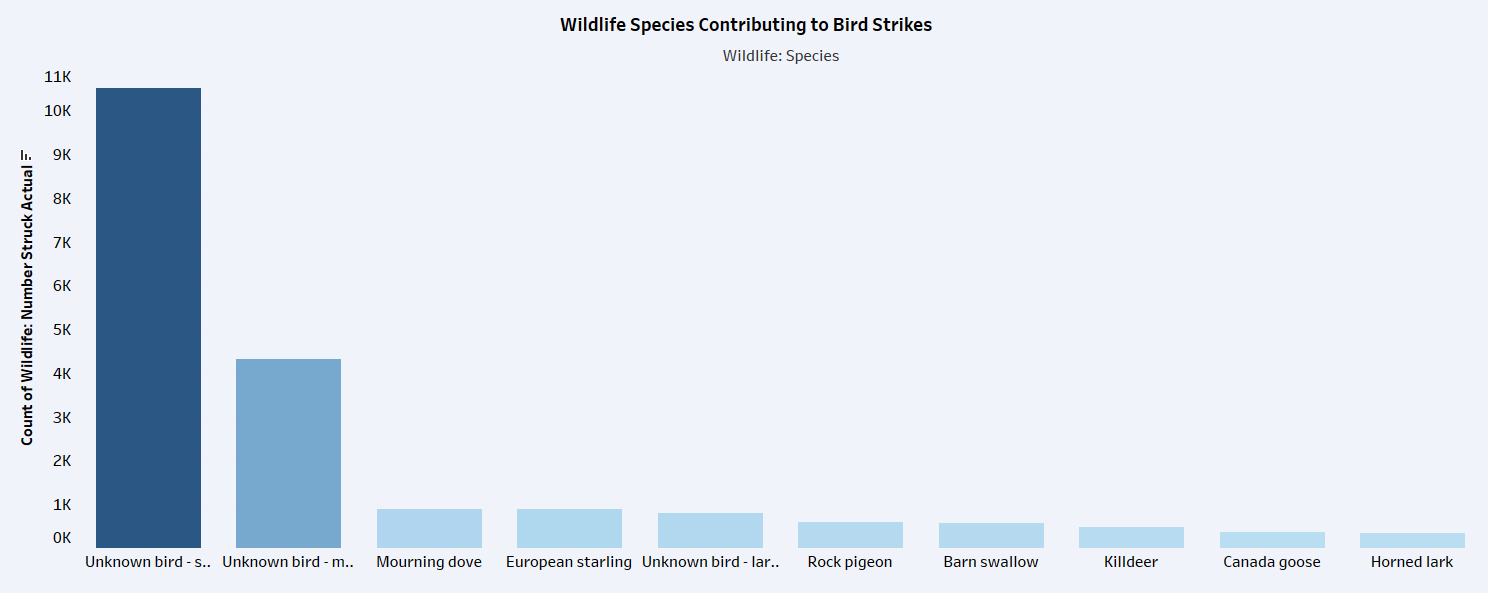 Wildlife Species Contributing to Bird Strikes
Wildlife: Species
Count of Wildlife: Number Struck Actual
11K
10K
9K
8K
7K
6K
5K
4K
3K
2K
1K
0K
Unknown bird - s.. Unknown bird - m.. Mourning dove European starling Unknown bird - lar.. Rock pigeon Barn swallow Killdeer Canada goose Horned lark